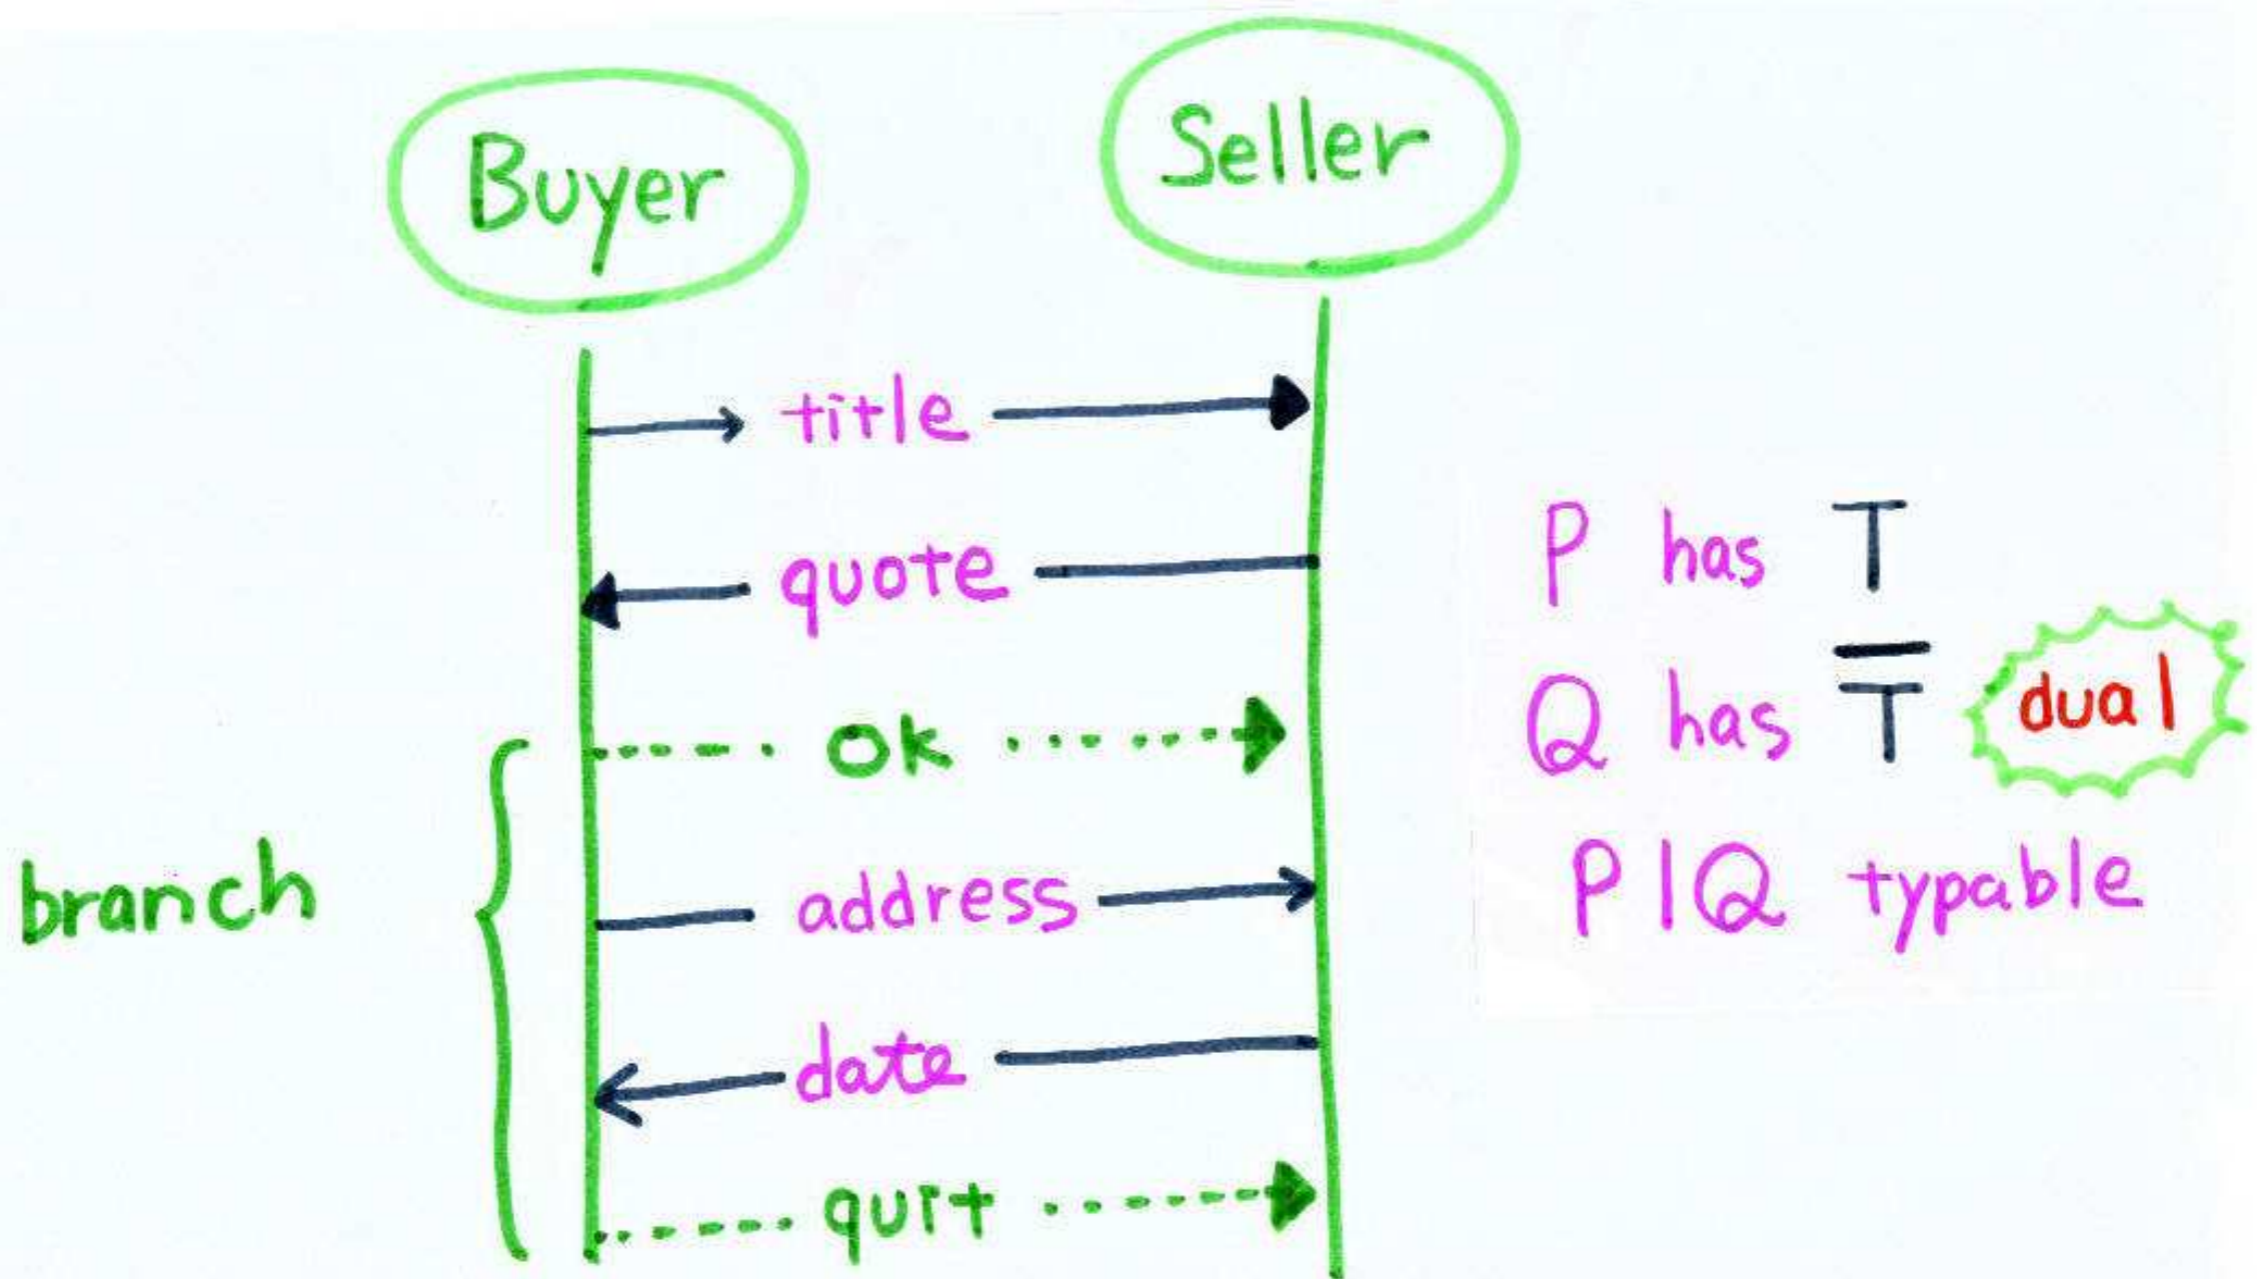 Buyer
Seller
title
quote
ok
branch
address
date
quit
P has T
Q has T̅
dual
P|Q typable